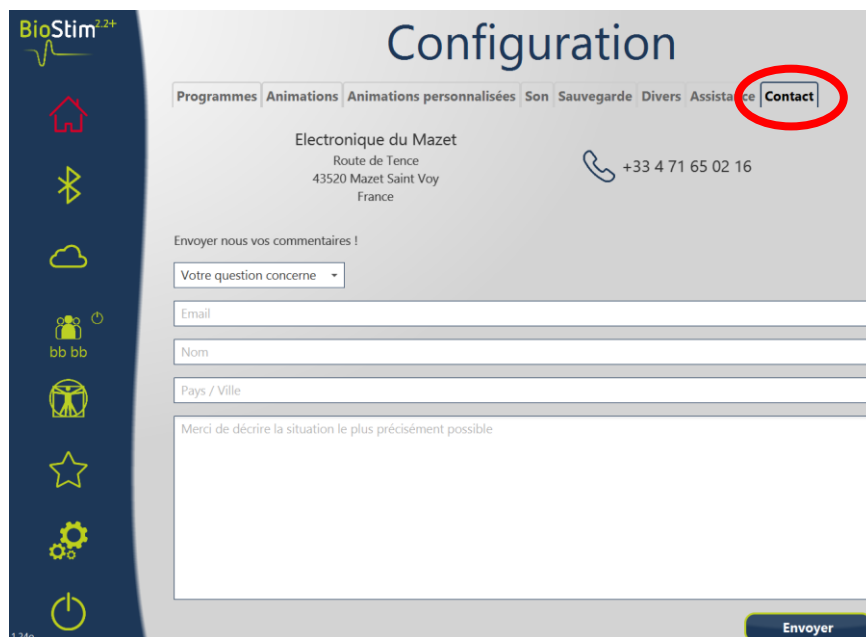 BioStim2.2+
Configuration
Programmes Animations Animations personnalisées Son Sauvegarde Divers Assistance Contact
Electronique du Mazet
Route de Tence
43520 Mazet Saint Voy
France
+33 4 71 65 02 16
Envoyer nous vos commentaires !
Votre question concerne
Email
Nom
Pays / Ville
bb bb
Merci de décrire la situation le plus précisément possible
Envoyer